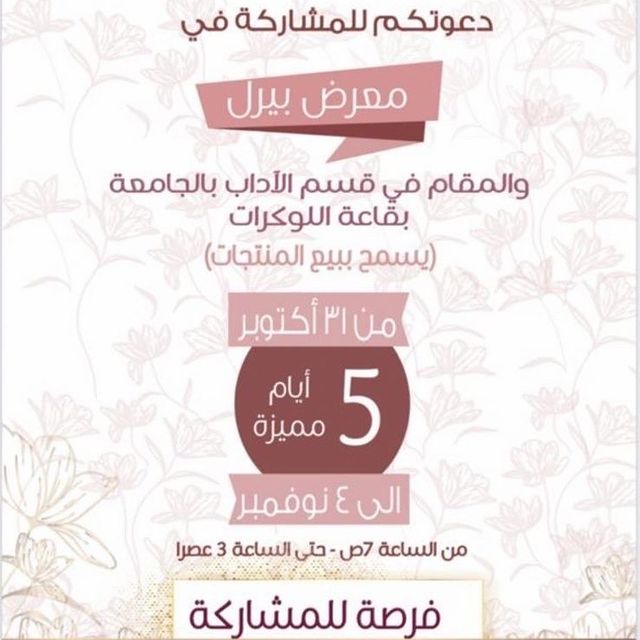 دعوتكم للمشاركة في
معرض بيرل
والمقام في قسم الآداب بالجامعة
بقاعة اللوكرات
(يسمح ببيع المنتجات)
من ٣١ أكتوبر
5 أيام
مميزة
الى ٤ نوفمبر
من الساعة 7ص - حتى الساعة 3 عصرا
فرصة للمشاركة